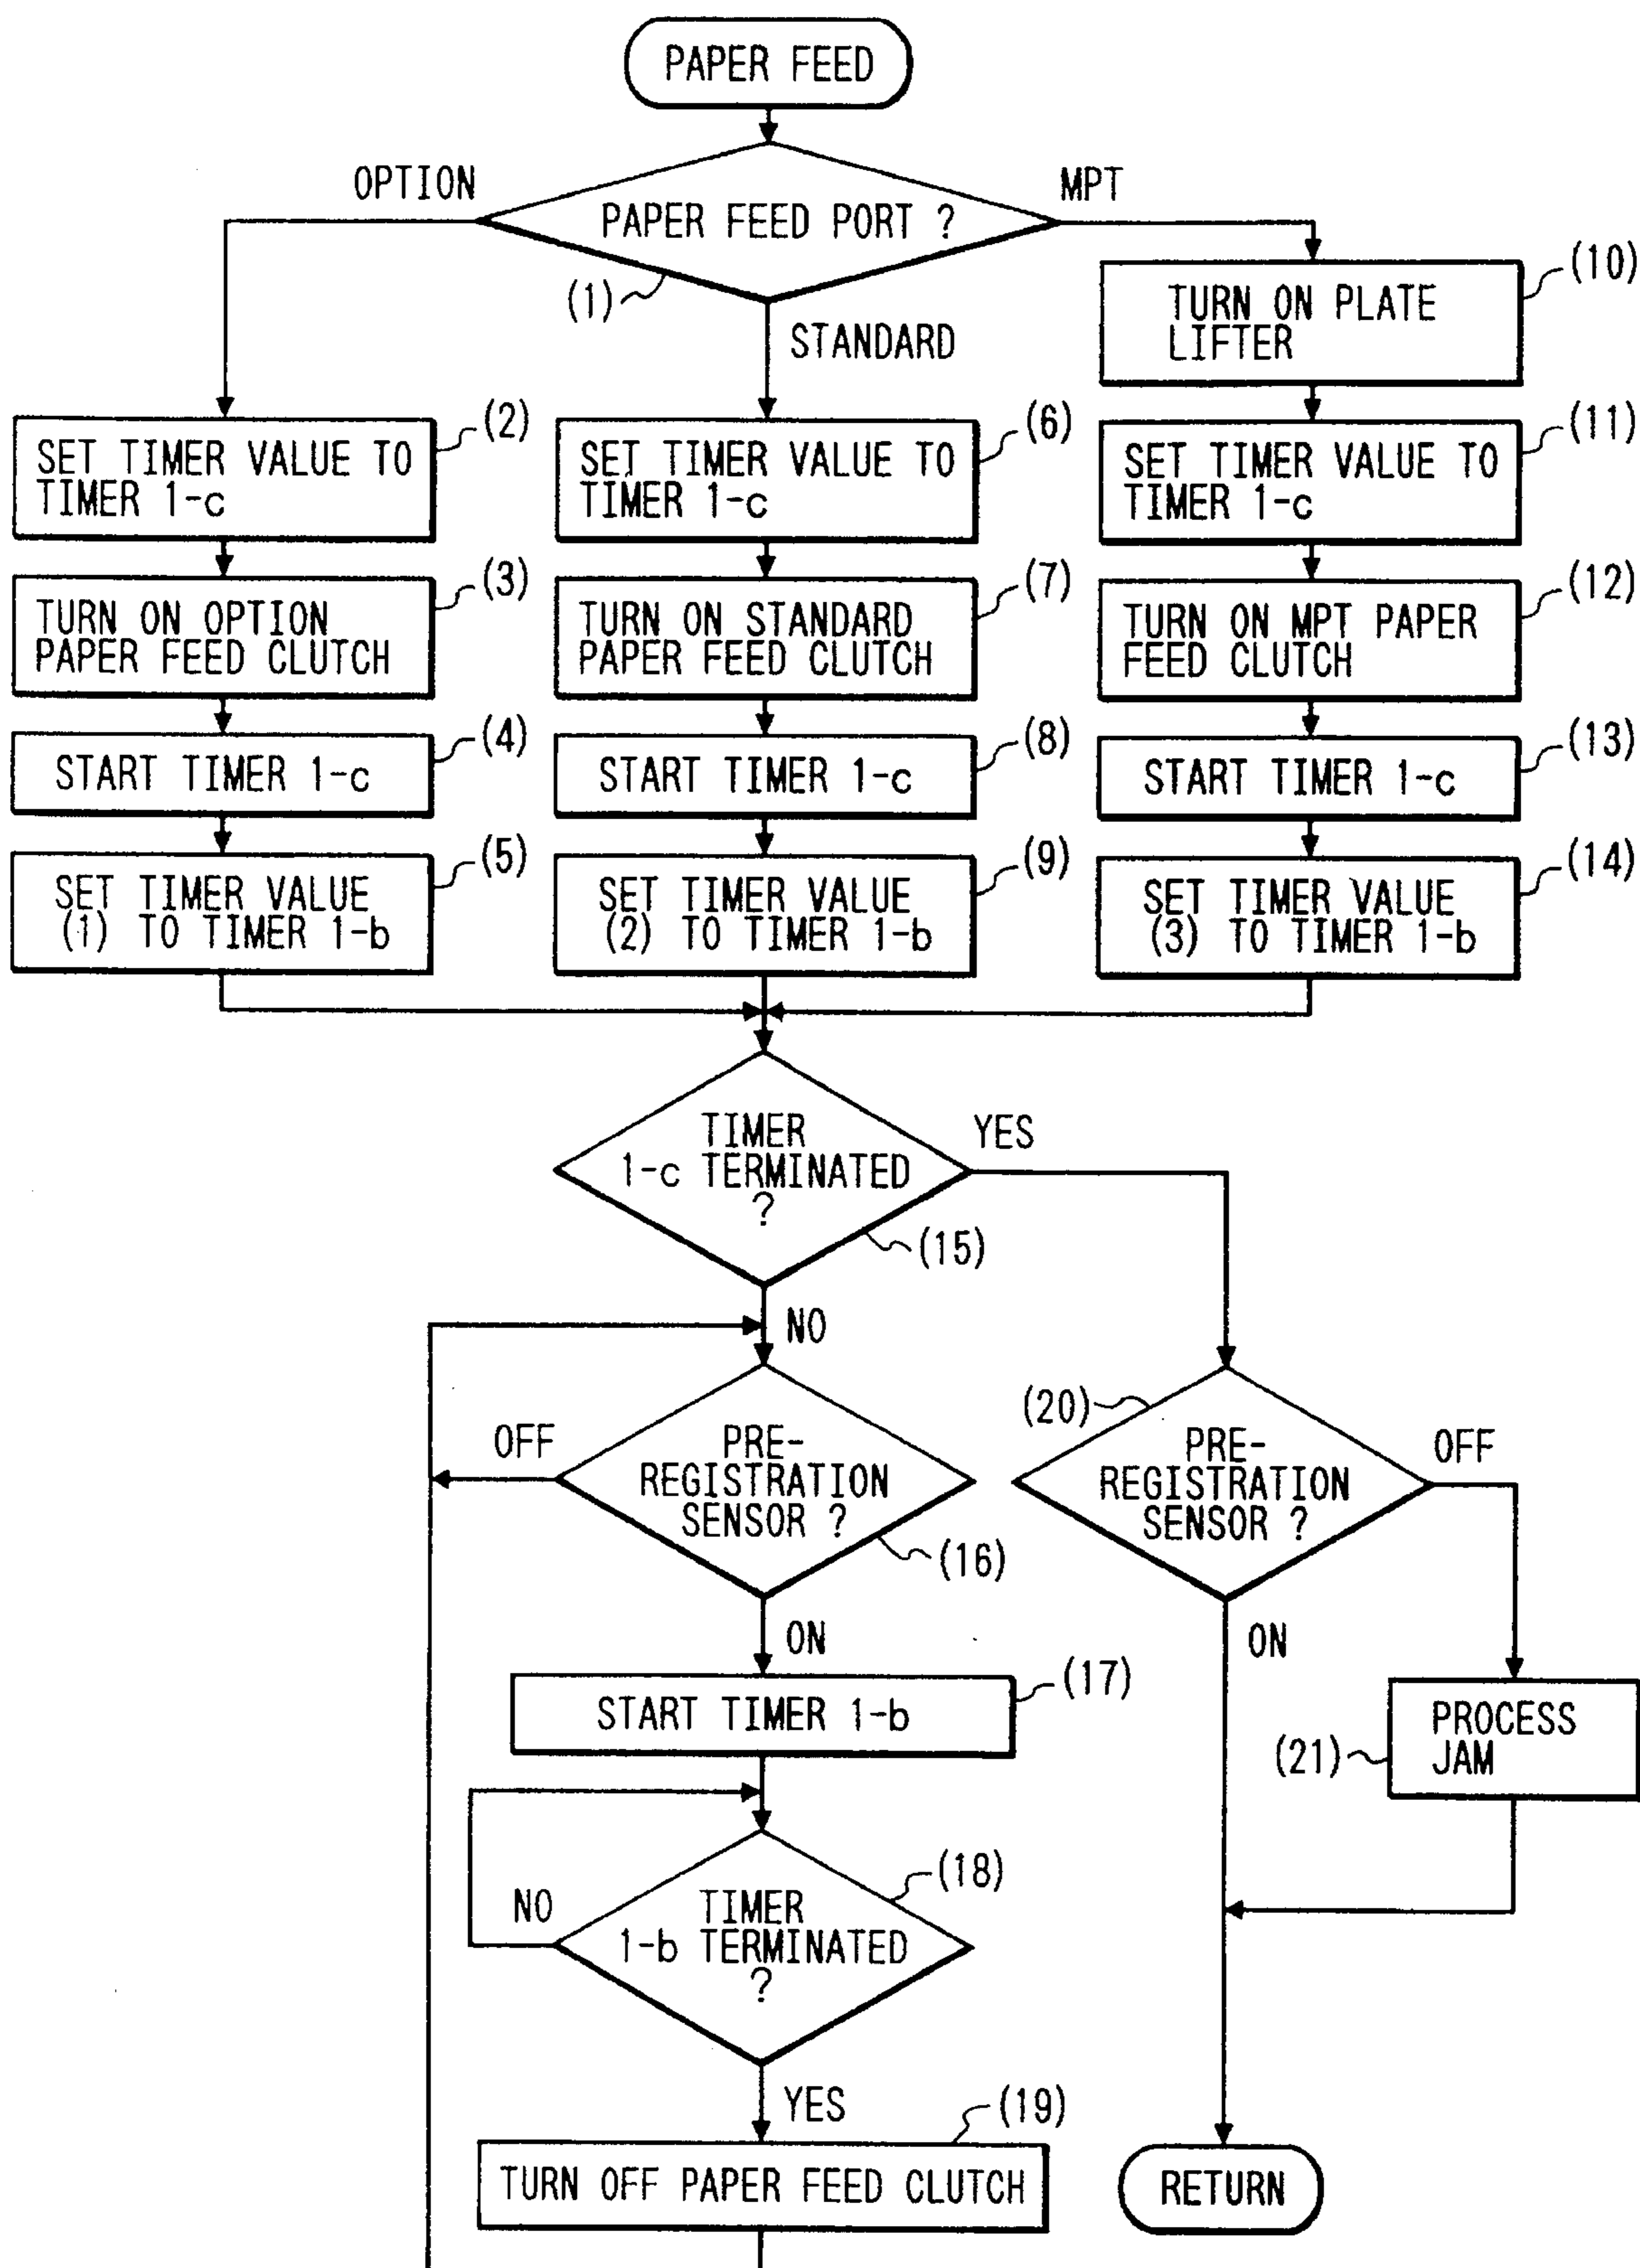 PAPER FEED
OPTION
MPT
PAPER FEED PORT ?
(1)
STANDARD
(10)
TURN ON PLATE
LIFTER
(2)
SET TIMER VALUE TO
TIMER 1-c
(6)
SET TIMER VALUE TO
TIMER 1-c
(11)
SET TIMER VALUE TO
TIMER 1-c
(3)
TURN ON OPTION
PAPER FEED CLUTCH
(7)
TURN ON STANDARD
PAPER FEED CLUTCH
(12)
TURN ON MPT PAPER
FEED CLUTCH
(4)
START TIMER 1-c
(8)
START TIMER 1-c
(13)
START TIMER 1-c
(5)
SET TIMER VALUE
(1) TO TIMER 1-b
(9)
SET TIMER VALUE
(2) TO TIMER 1-b
(14)
SET TIMER VALUE
(3) TO TIMER 1-b
TIMER
1-c TERMINATED
?
YES
(15)
NO
OFF
PRE-
REGISTRATION
SENSOR ?
(16)
(20)
PRE-
REGISTRATION
SENSOR ?
OFF
ON
ON
(17)
START TIMER 1-b
PROCESS
JAM
(21)
(18)
NO
TIMER
1-b TERMINATED
?
YES
(19)
TURN OFF PAPER FEED CLUTCH
RETURN